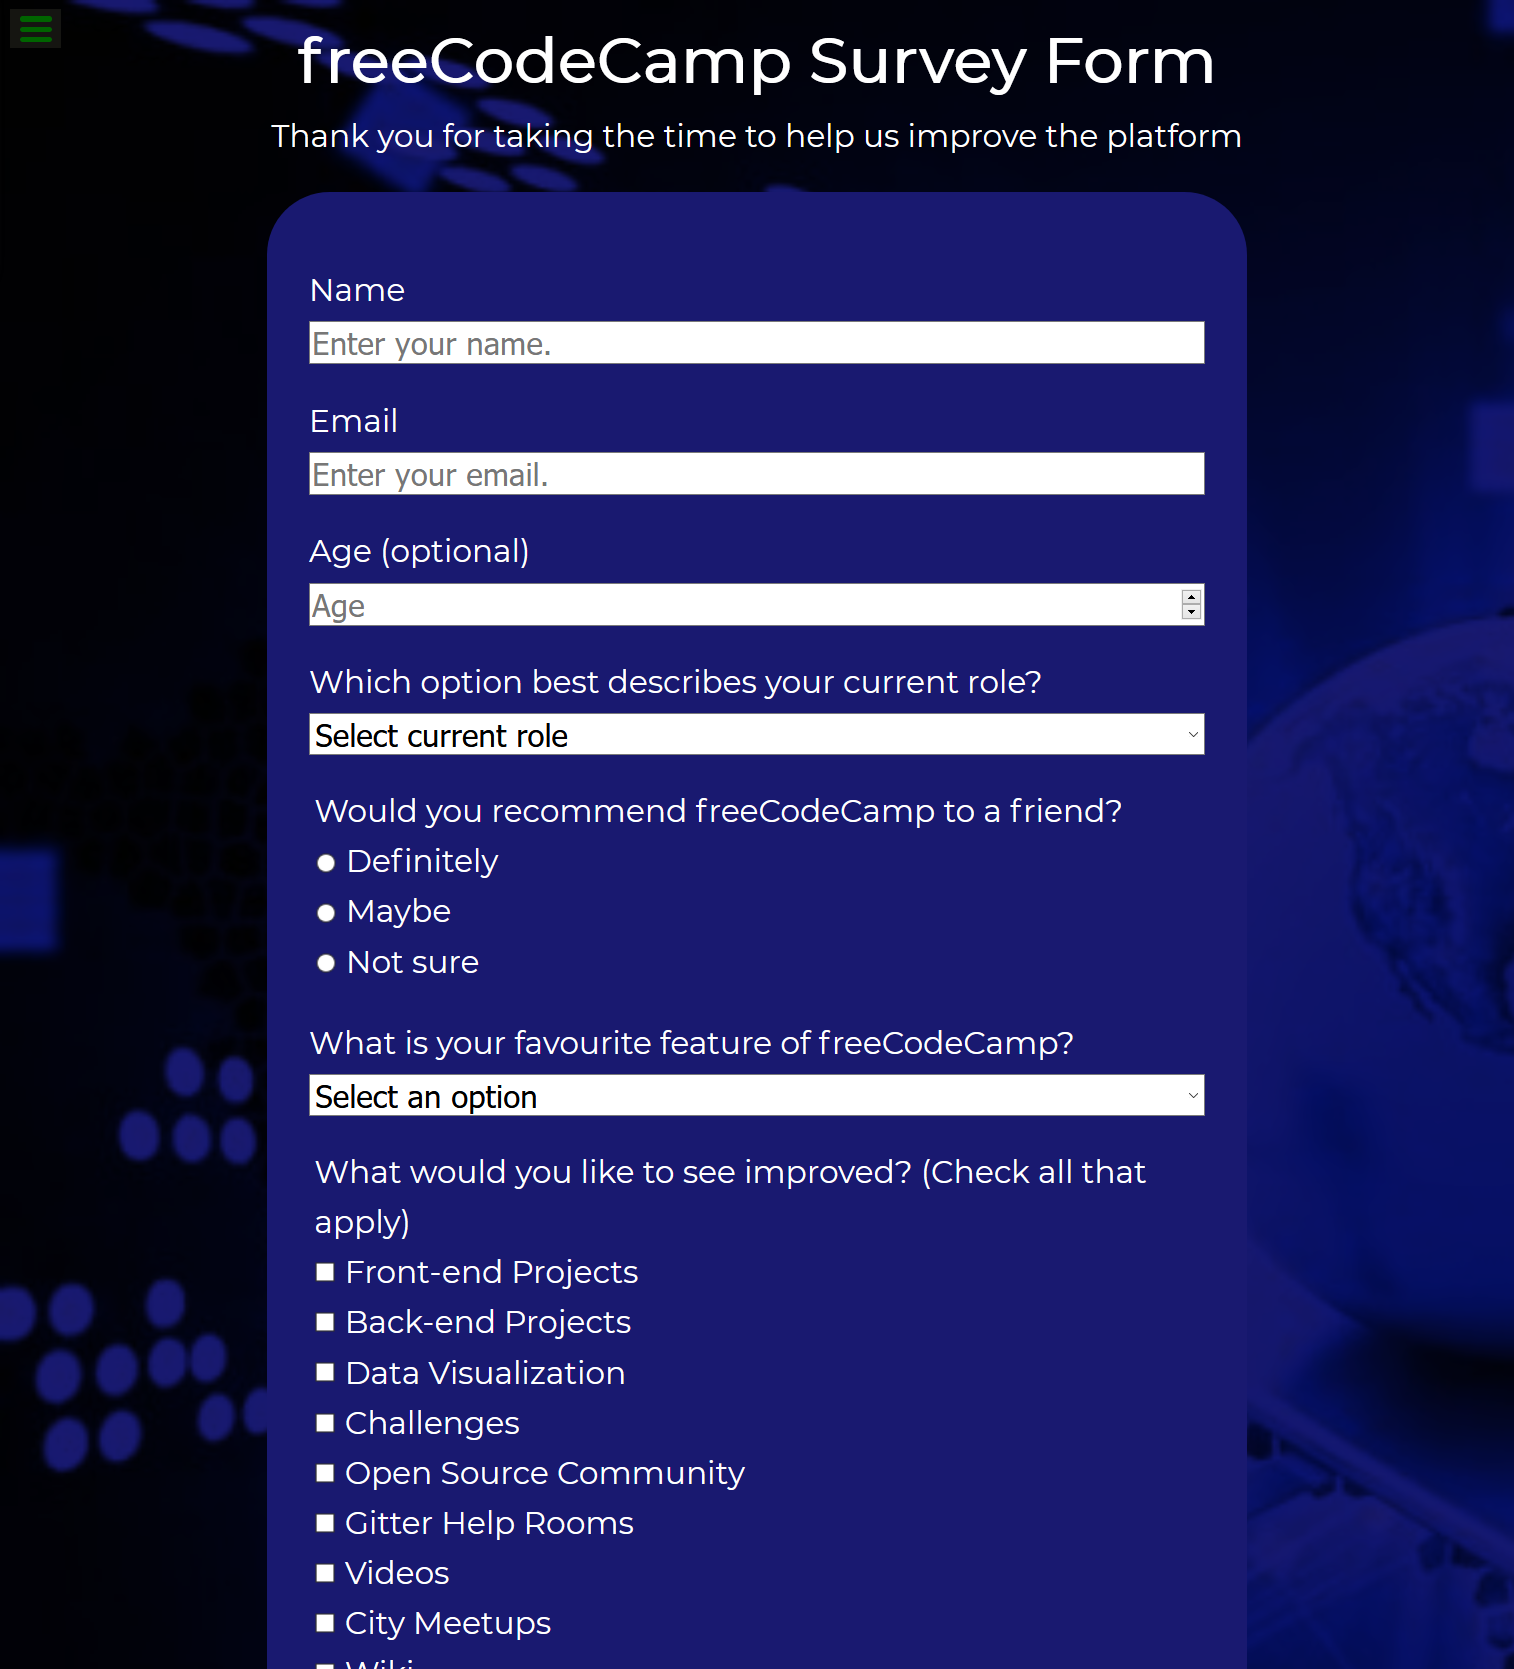 freeCodeCamp Survey Form
Thank you for taking the time to help us improve the platform
Name
Enter your name.
Email
Enter your email.
Age (optional)
Age
Which option best describes your current role?
Select current role
Would you recommend freeCodeCamp to a friend?
Definitely
Maybe
Not sure
What is your favourite feature of freeCodeCamp?
Select an option
What would you like to see improved? (Check all that
apply)
Front-end Projects
Back-end Projects
Data Visualization
Challenges
Open Source Community
Gitter Help Rooms
Videos
City Meetups
Wiki